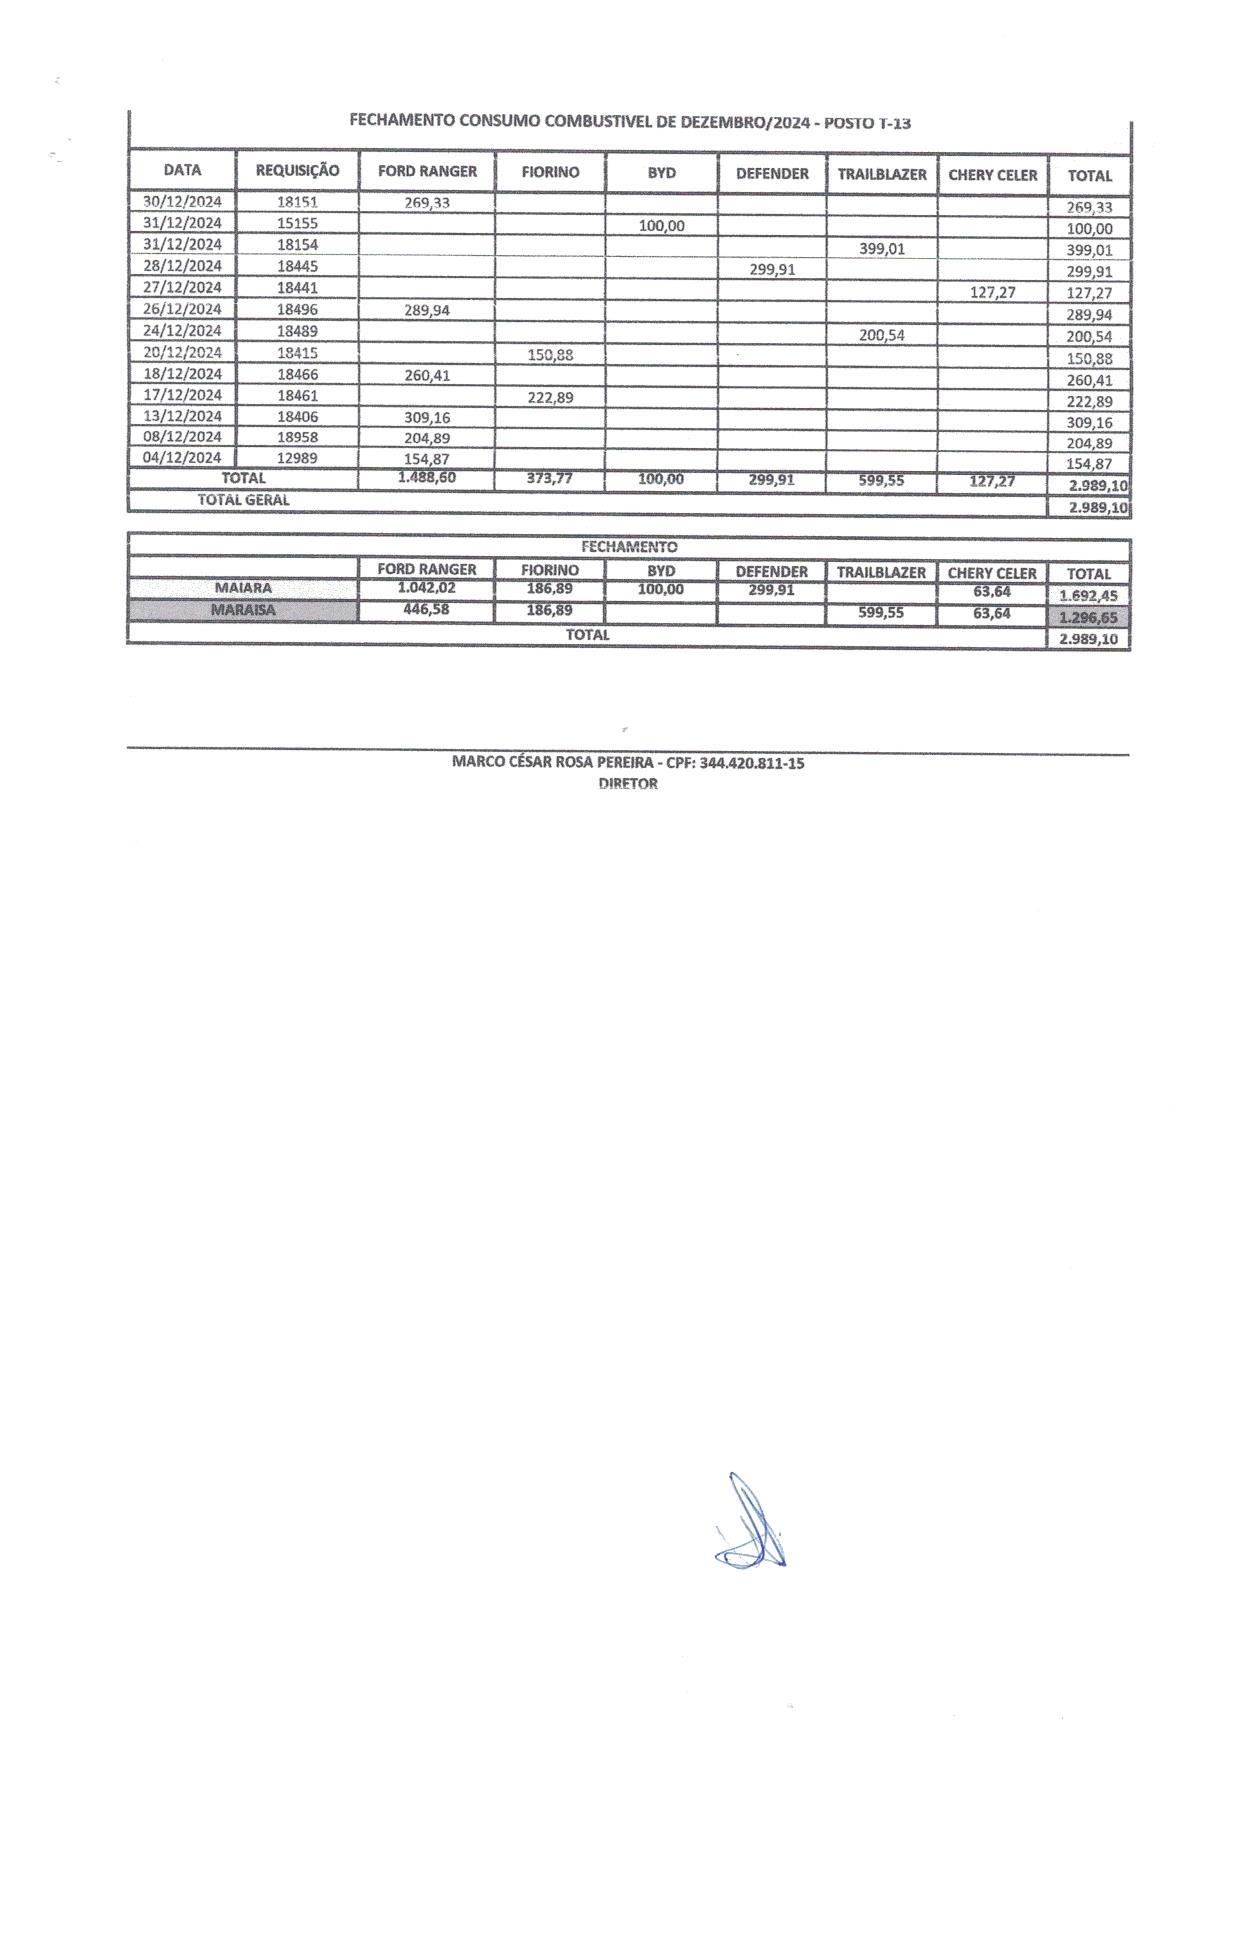 FECHAMENTO CONSUMO COMBUSTIVEL DE DEZEMBRO/2024 - POSTO T-13
DATA REQUISIÇÃO FORD RANGER FIORINO BYD DEFENDER TRAILBLAZER CHERY CELER TOTAL
30/12/2024 18151 269,33 269,33
31/12/2024 15155 100,00 100,00
31/12/2024 18154 399,01 399,01
28/12/2024 18445 299,91 299,91
27/12/2024 18441 127,27 127,27
26/12/2024 18496 289,94 289,94
24/12/2024 18489 200,54 200,54
20/12/2024 18415 150,88 150,88
18/12/2024 18466 260,41 260,41
17/12/2024 18461 222,89 222,89
13/12/2024 18406 309,16 309,16
08/12/2024 18958 204,89 204,89
04/12/2024 12989 154,87 154,87
TOTAL 1.488,60 373,77 100,00 299,91 599,55 127,27 2.989,10
TOTAL GERAL 2.989,10
FECHAMENTO
FORD RANGER FIORINO BYD DEFENDER TRAILBLAZER CHERY CELER TOTAL
MAIARA 1.042,02 186,89 100,00 299,91 63,64 1.692,45
MARAISA 446,58 186,89 599,55 63,64 1.296,65
TOTAL 2.989,10
MARCO CÉSAR ROSA PEREIRA - CPF: 344.420.811-15
DIRETOR